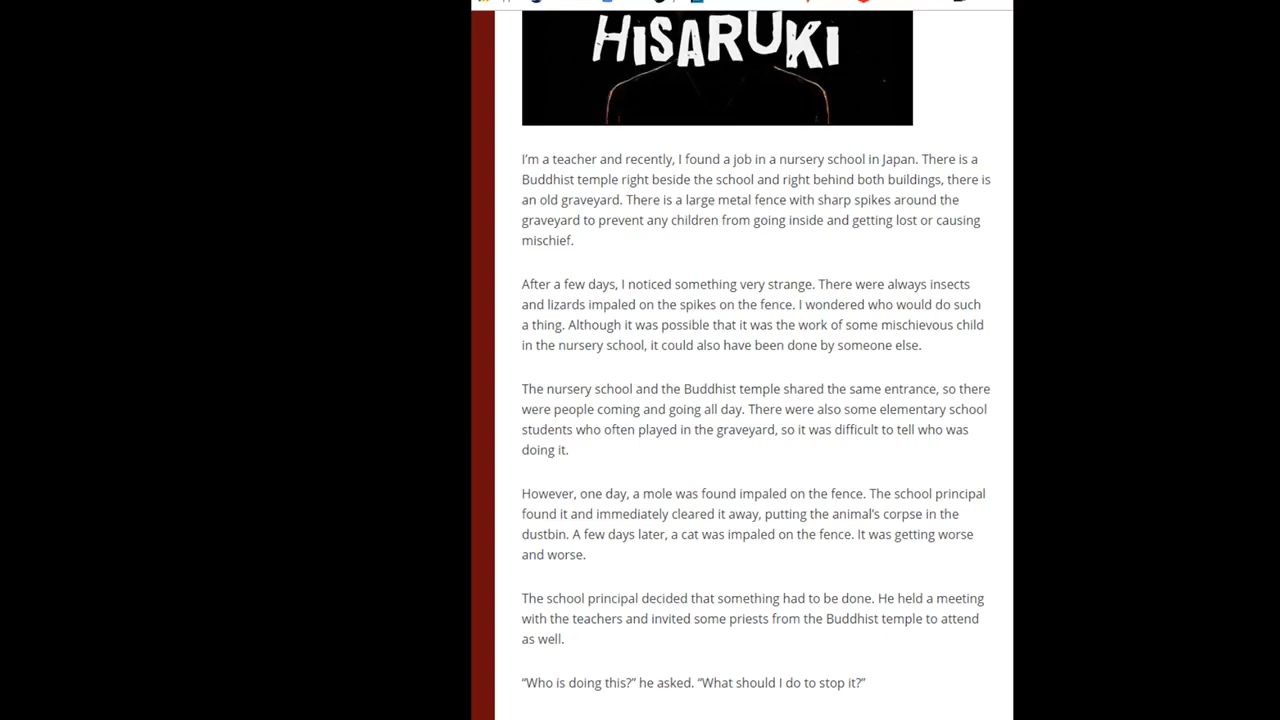 HISARUKI
I’m a teacher and recently, I found a job in a nursery school in Japan. There is a
Buddhist temple right beside the school and right behind both buildings, there is
an old graveyard. There is a large metal fence with sharp spikes around the
graveyard to prevent any children from going inside and getting lost or causing
mischief.
After a few days, I noticed something very strange. There were always insects
and lizards impaled on the spikes on the fence. I wondered who would do such
a thing. Although it was possible that it was the work of some mischievous child
in the nursery school, it could also have been done by someone else.
The nursery school and the Buddhist temple shared the same entrance, so there
were people coming and going all day. There were also some elementary school
students who often played in the graveyard, so it was difficult to tell who was
doing it.
However, one day, a mole was found impaled on the fence. The school principal
found it and immediately cleared it away, putting the animal’s corpse in the
dustbin. A few days later, a cat was impaled on the fence. It was getting worse
and worse.
The school principal decided that something had to be done. He held a meeting
with the teachers and invited some priests from the Buddhist temple to attend
as well.
“Who is doing this?” he asked. “What should I do to stop it?”